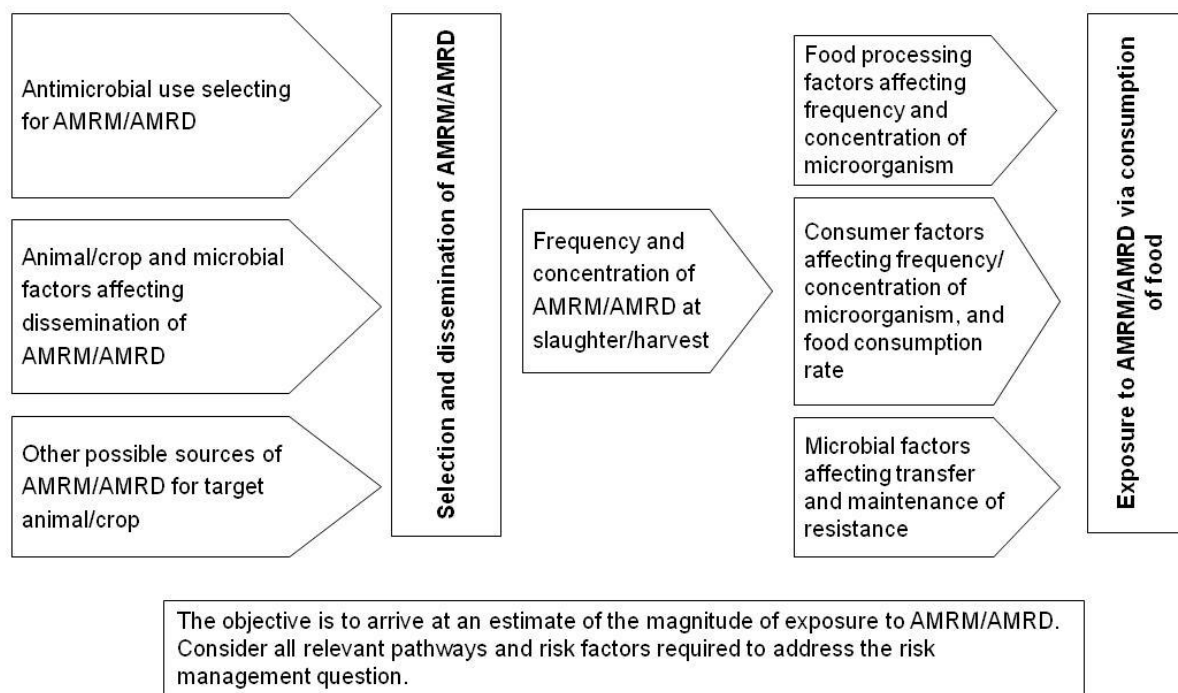 Antimicrobial use selecting
for AMRM/AMRD
Animal/crop and microbial
factors affecting
dissemination of
AMRM/AMRD
Other possible sources of
AMRM/AMRD for target
animal/crop
Selection and dissemination of AMRM/AMRD
Frequency and
concentration of
AMRM/AMRD at
slaughter/harvest
Food processing
factors affecting
frequency and
concentration of
microorganism
Consumer factors
affecting frequency/
concentration of
microorganism, and
food consumption
rate
Microbial factors
affecting transfer
and maintenance of
resistance
Exposure to AMRM/AMRD via consumption
of food
The objective is to arrive at an estimate of the magnitude of exposure to AMRM/AMRD.
Consider all relevant pathways and risk factors required to address the risk
management question.